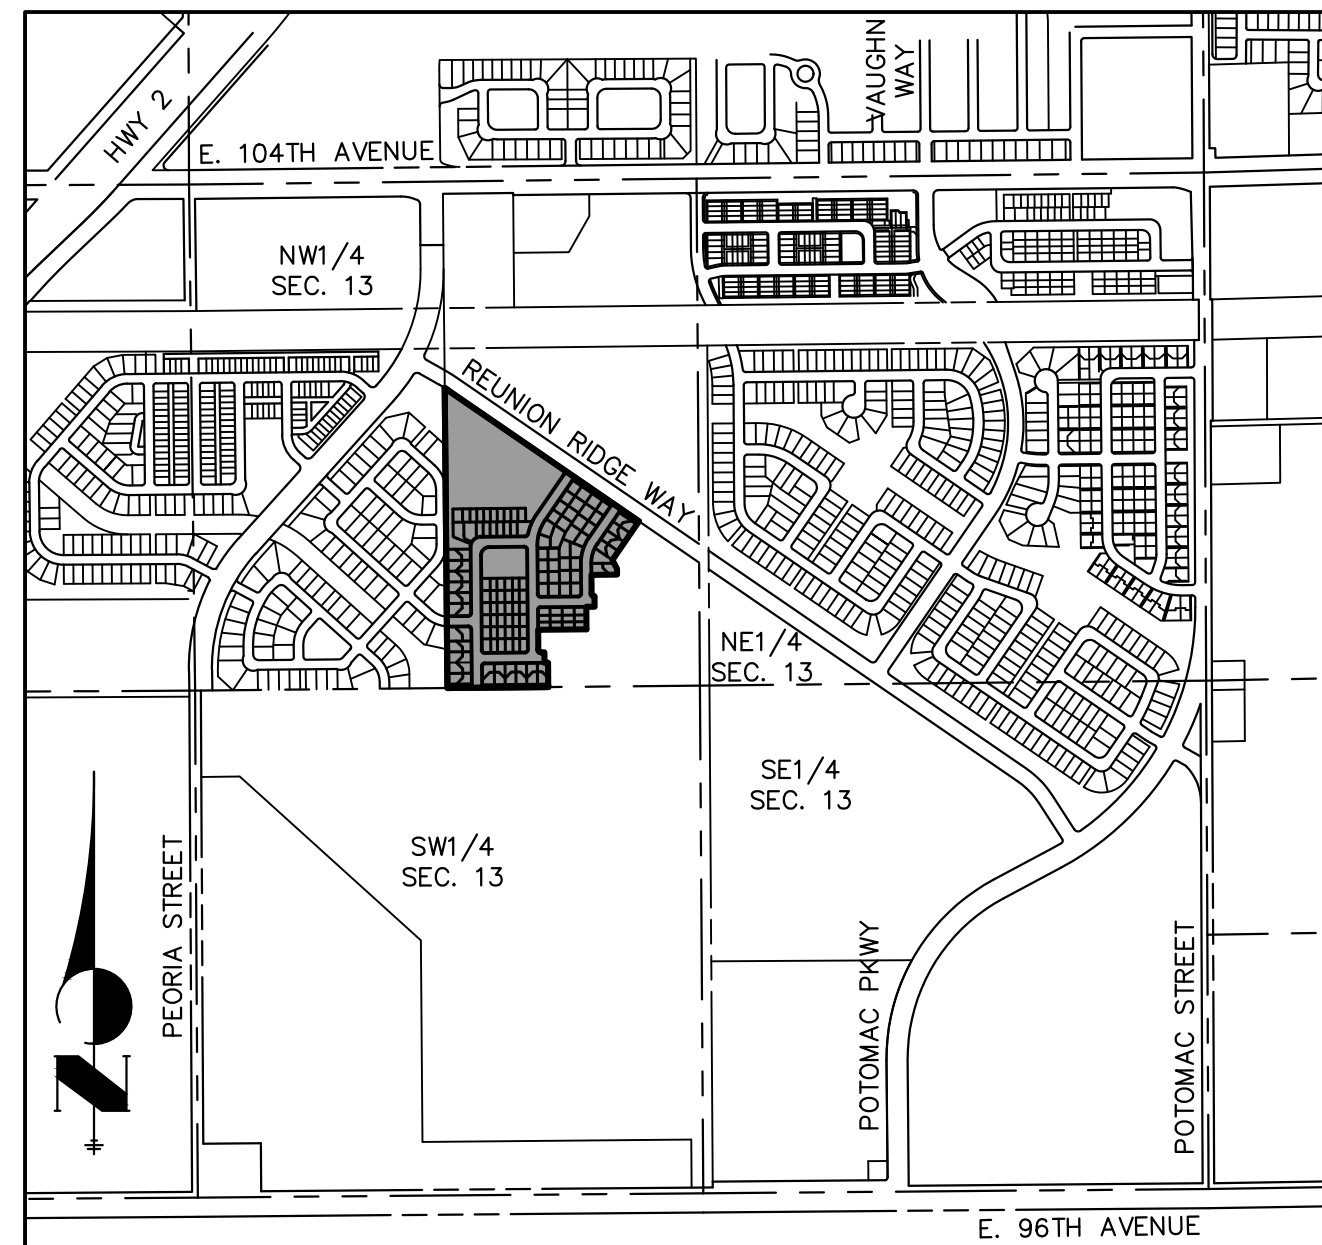 VAUGHN
WAY
HWY 2
E. 104TH AVENUE
NW1/4
SEC. 13
REUNION RIDGE WAY
NE1/4
SEC. 13
SE1/4
SEC. 13
SW1/4
SEC. 13
PEORIA STREET
POTOMAC PKWY
POTOMAC STREET
N
E. 96TH AVENUE